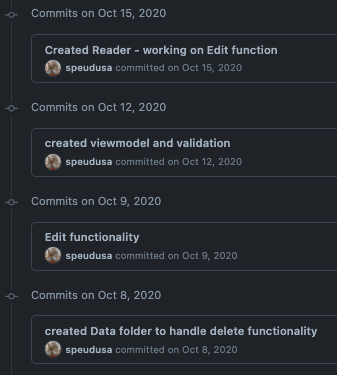 Commits on Oct 15, 2020
Created Reader - working on Edit function
speudusa committed on Oct 15, 2020
Commits on Oct 12, 2020
created viewmodel and validation
speudusa committed on Oct 12, 2020
Commits on Oct 9, 2020
Edit functionality
speudusa committed on Oct 9, 2020
Commits on Oct 8, 2020
created Data folder to handle delete functionality
speudusa committed on Oct 8, 2020